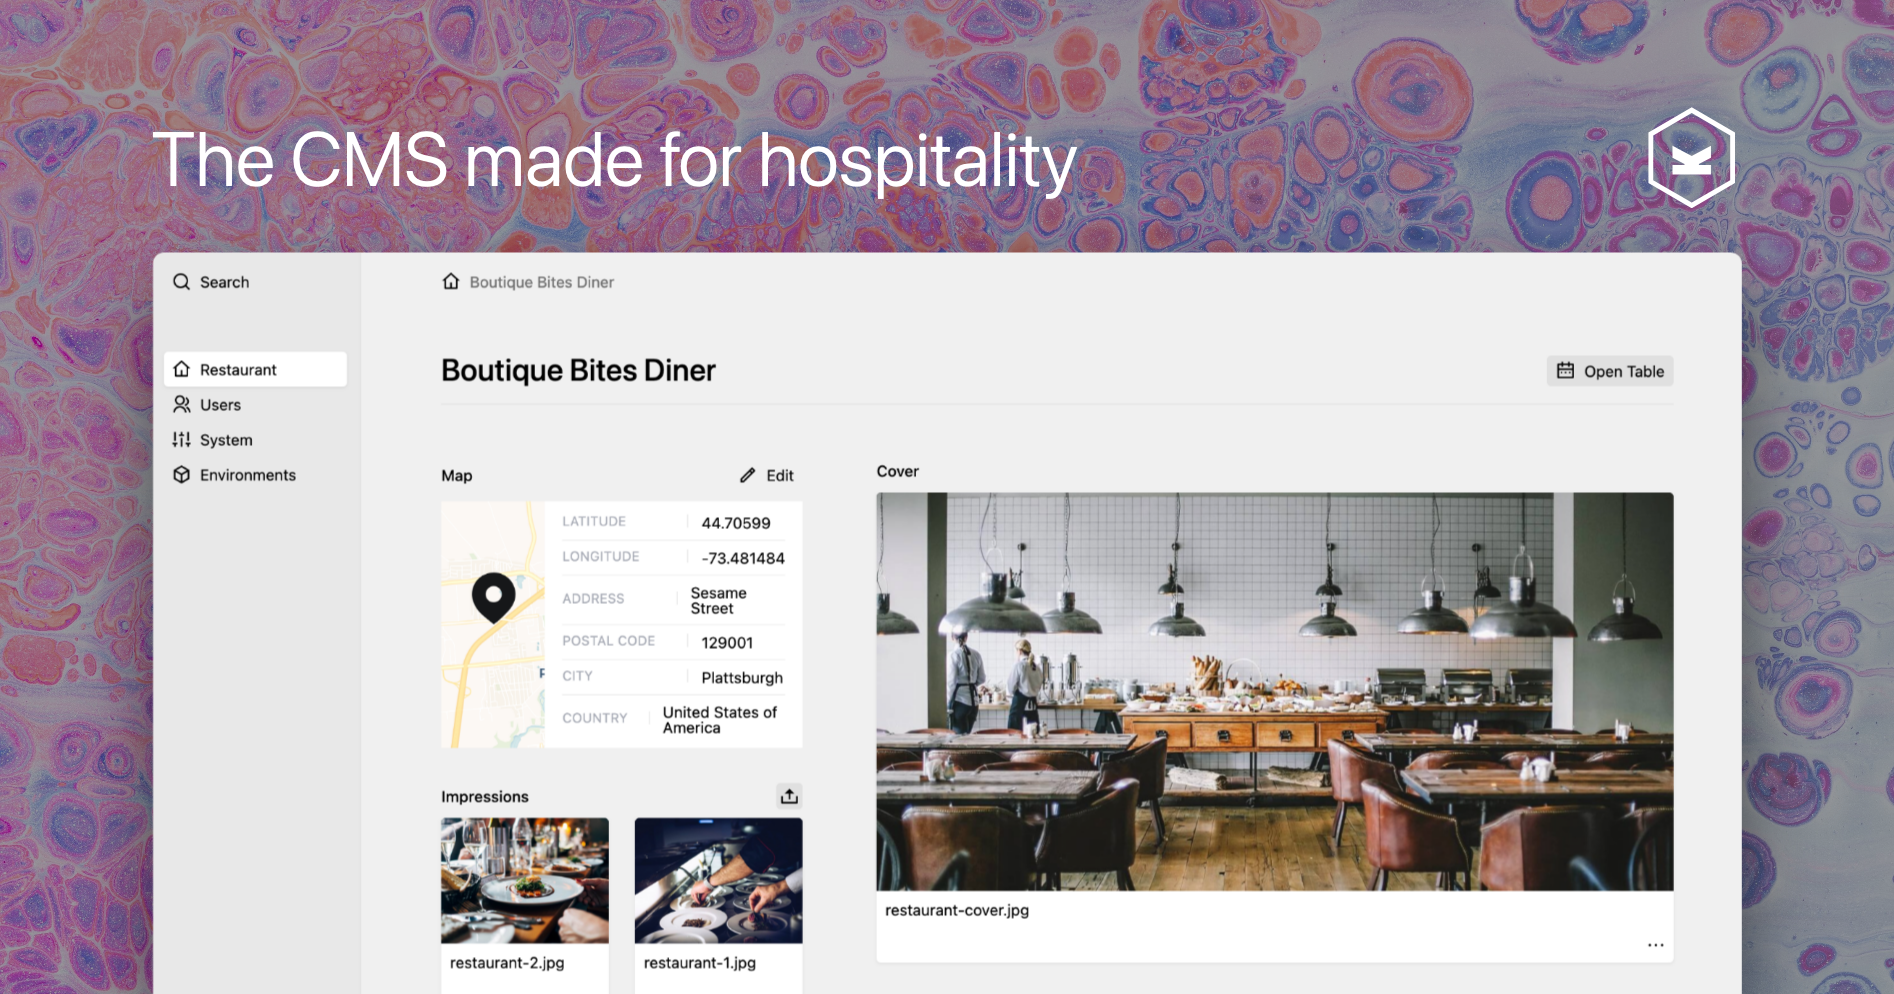 The CMS made for hospitality
Search
Boutique Bites Diner
Restaurant
Users
System
Environments
Boutique Bites Diner
Open Table
Map
Edit
LATITUDE
44.70599
LONGITUDE
-73.481484
ADDRESS
Sesame
Street
POSTAL CODE
129001
CITY
Plattsburgh
COUNTRY
United States of
America
Cover
restaurant-cover.jpg
Impressions
restaurant-2.jpg
restaurant-1.jpg